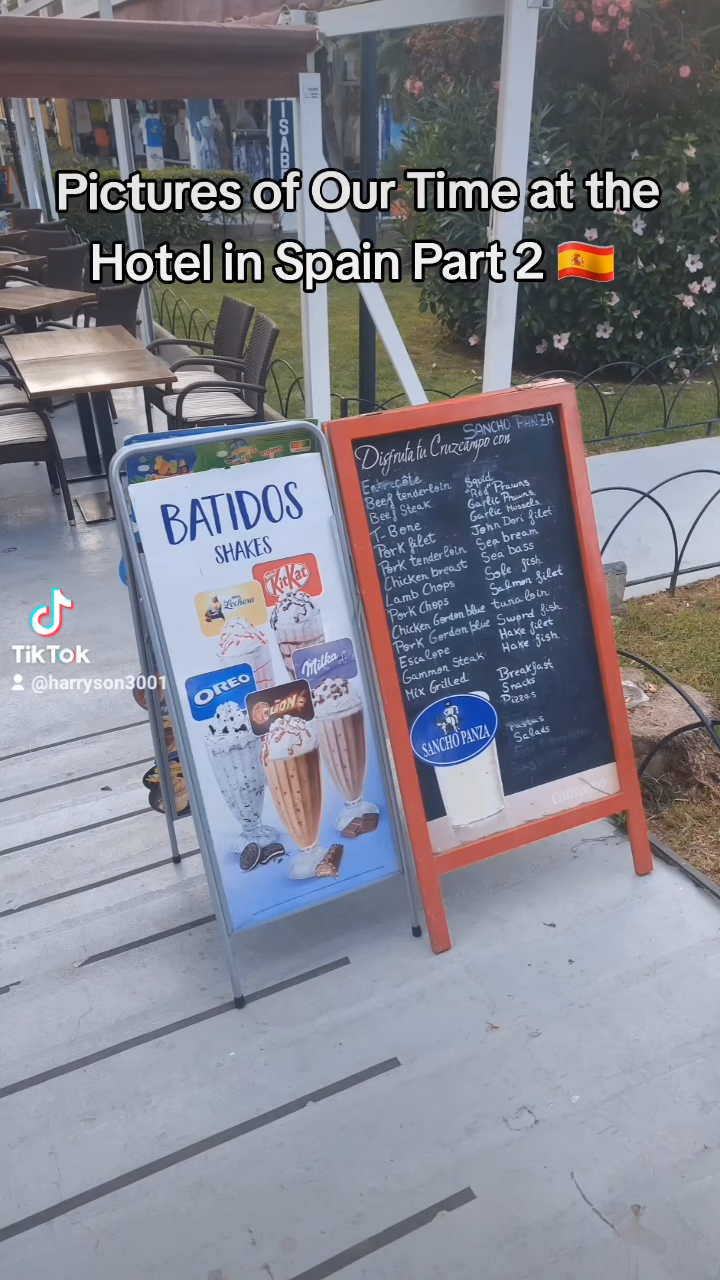 ISAB
Pictures of Our Time at the
Hotel in Spain Part 2 🇪🇸
TikTok
@harryson3001
BATIDOS
SHAKES
KitKat
Lechera
Milka
OREO
LION
SANCHO PANZA
Disfruta tu Cruzcampo con
Entrecôte
Beef tenderloin
Beef Steak
T-Bone
Pork filet
Pork tenderloin
Chicken breast
Lamb Chops
Pork Chops
Chicken Gordon blue
Pork Gordon blue
Escalope
Gammon Steak
Mix Grilled
Squid
Red Prawns
Garlic Prawns
Garlic Mussels
John Dori filet
Sea bream
Sea bass
Sole fish
Salmon filet
tuna loin
Sword fish
Hake filet
Hake fish
Breakfast
Snacks
Pizzas
Pastas
Salads
SANCHO PANZA
Cruzcampo